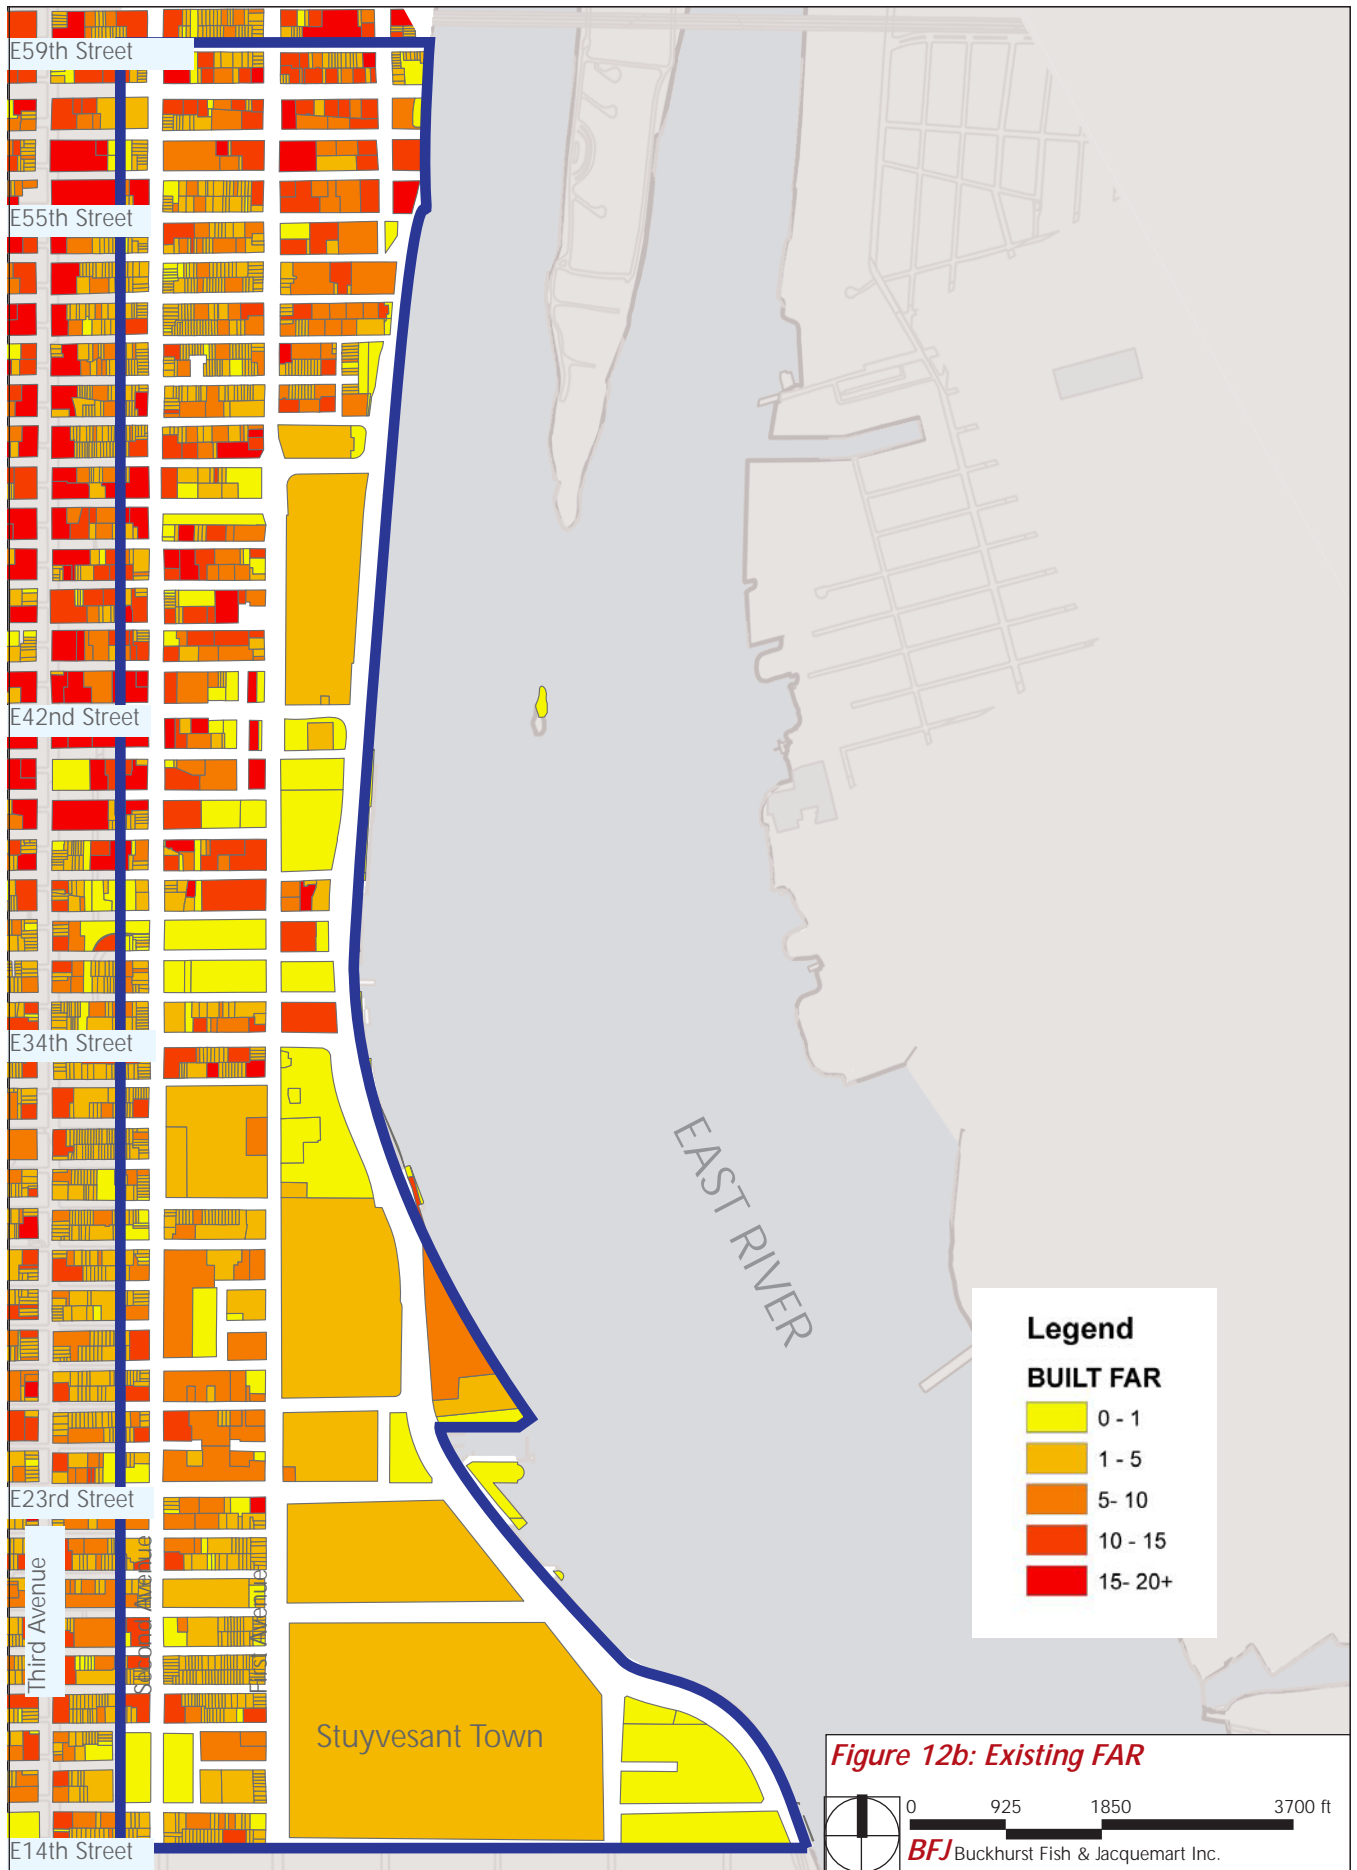 E59th Street
E55th Street
E42nd Street
E34th Street
EAST RIVER
Legend
BUILT FAR
0 - 1
1 - 5
5- 10
10 - 15
15- 20+
E23rd Street
Third Avenue
Second Avenue
First Avenue
Stuyvesant Town
Figure 12b: Existing FAR
0 925 1850 3700 ft
BFJ Buckhurst Fish & Jacquemart Inc.
E14th Street